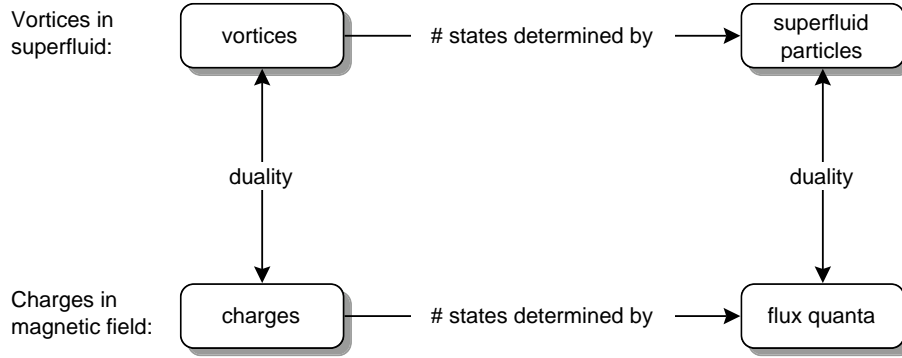 Vortices in
superfluid:
vortices
# states determined by
superfluid
particles
duality
duality
Charges in
magnetic field:
charges
# states determined by
flux quanta